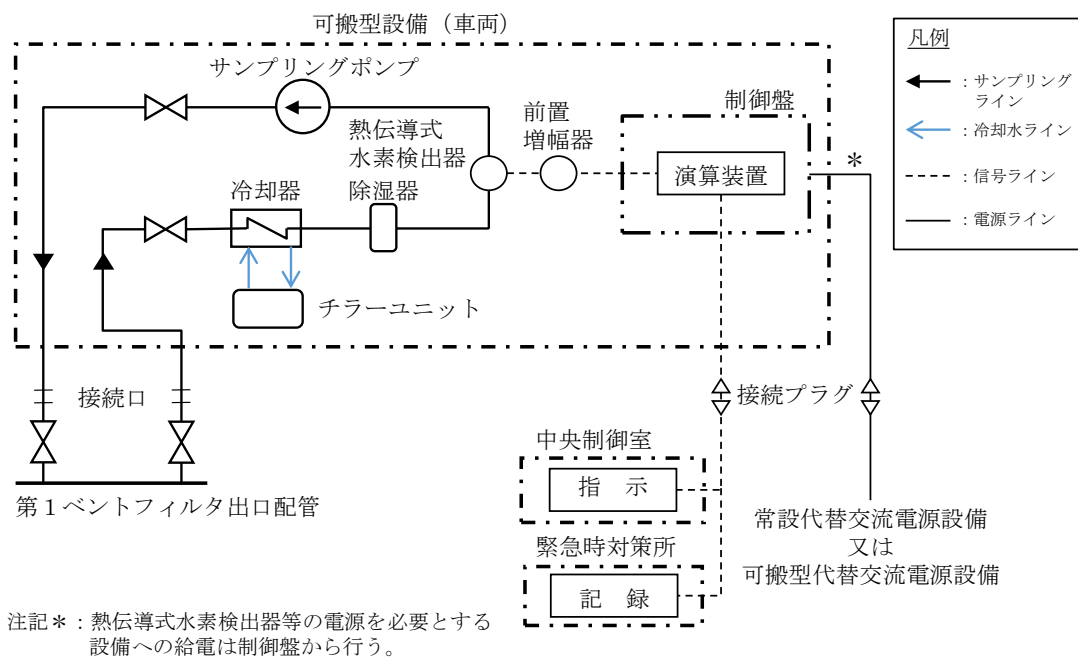 可搬型設備（車両）
サンプリングポンプ
熱伝導式
水素検出器
前置
増幅器
制御盤
演算装置
＊
冷却器
除湿器
チラーユニット
接続口
第１ベントフィルタ出口配管
接続プラグ
中央制御室
指　示
緊急時対策所
記　録
常設代替交流電源設備
又は
可搬型代替交流電源設備
凡例
：サンプリング
ライン
：冷却水ライン
：信号ライン
：電源ライン
注記＊：熱伝導式水素検出器等の電源を必要とする
設備への給電は制御盤から行う。